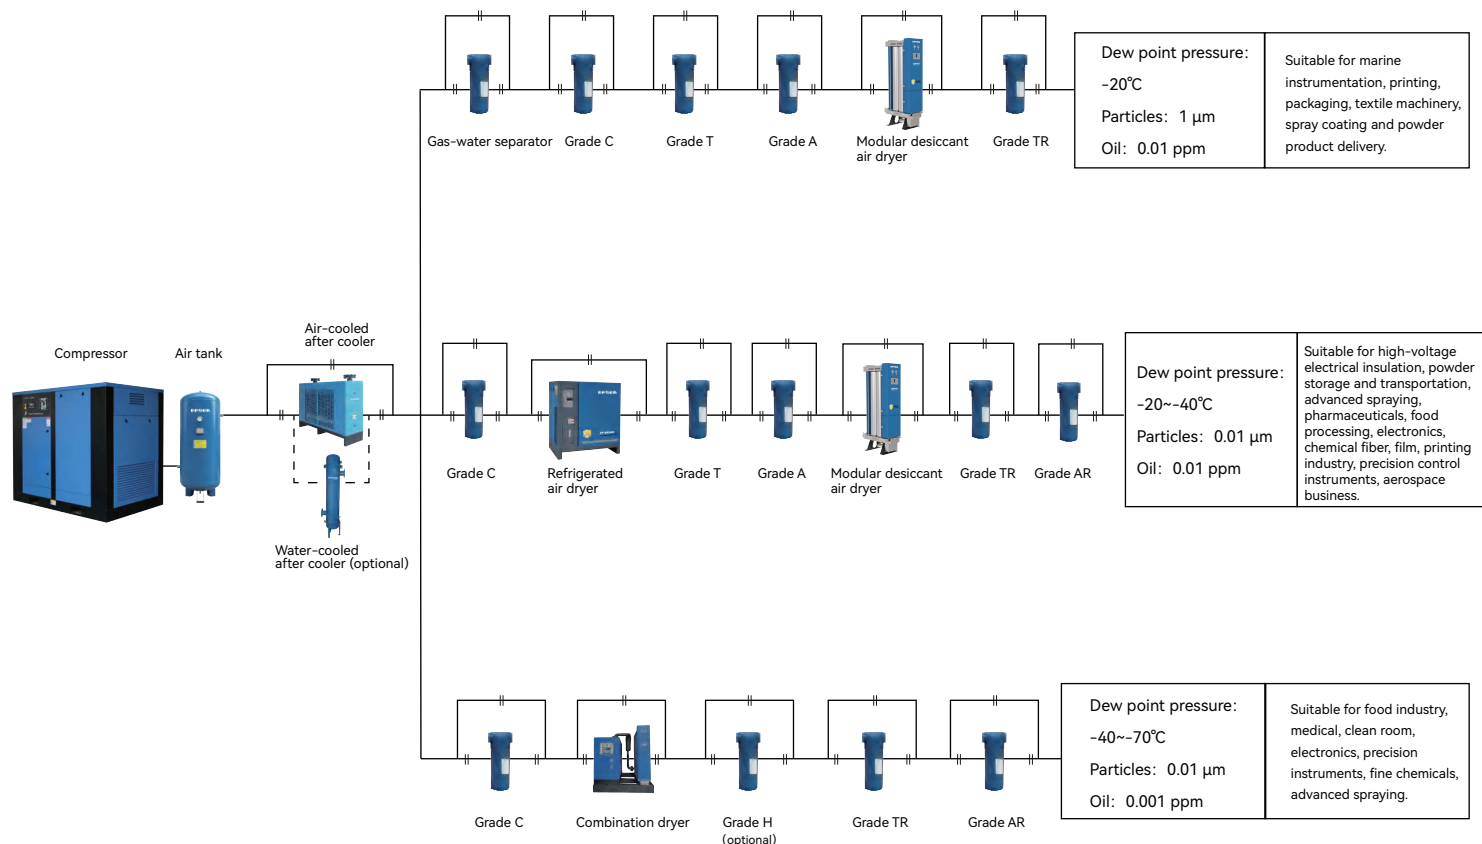 Gas-water separator
Grade C
Grade T
Grade A
Modular desiccant
air dryer
Grade TR
Dew point pressure:
-20℃
Particles: 1 μm
Oil: 0.01 ppm
Suitable for marine
instrumentation, printing,
packaging, textile machinery,
spray coating and powder
product delivery.
Compressor
Air tank
Air-cooled
after cooler
Water-cooled
after cooler (optional)
Grade C
Refrigerated
air dryer
Grade T
Grade A
Modular desiccant
air dryer
Grade TR
Grade AR
Dew point pressure:
-20~-40℃
Particles: 0.01 μm
Oil: 0.01 ppm
Suitable for high-voltage
electrical insulation, powder
storage and transportation,
advanced spraying,
pharmaceuticals, food
processing, electronics,
chemical fiber, film, printing
industry, precision control
instruments, aerospace
business.
Grade C
Combination dryer
Grade H
(optional)
Grade TR
Grade AR
Dew point pressure:
-40~-70℃
Particles: 0.01 μm
Oil: 0.001 ppm
Suitable for food industry,
medical, clean room,
electronics, precision
instruments, fine chemicals,
advanced spraying.